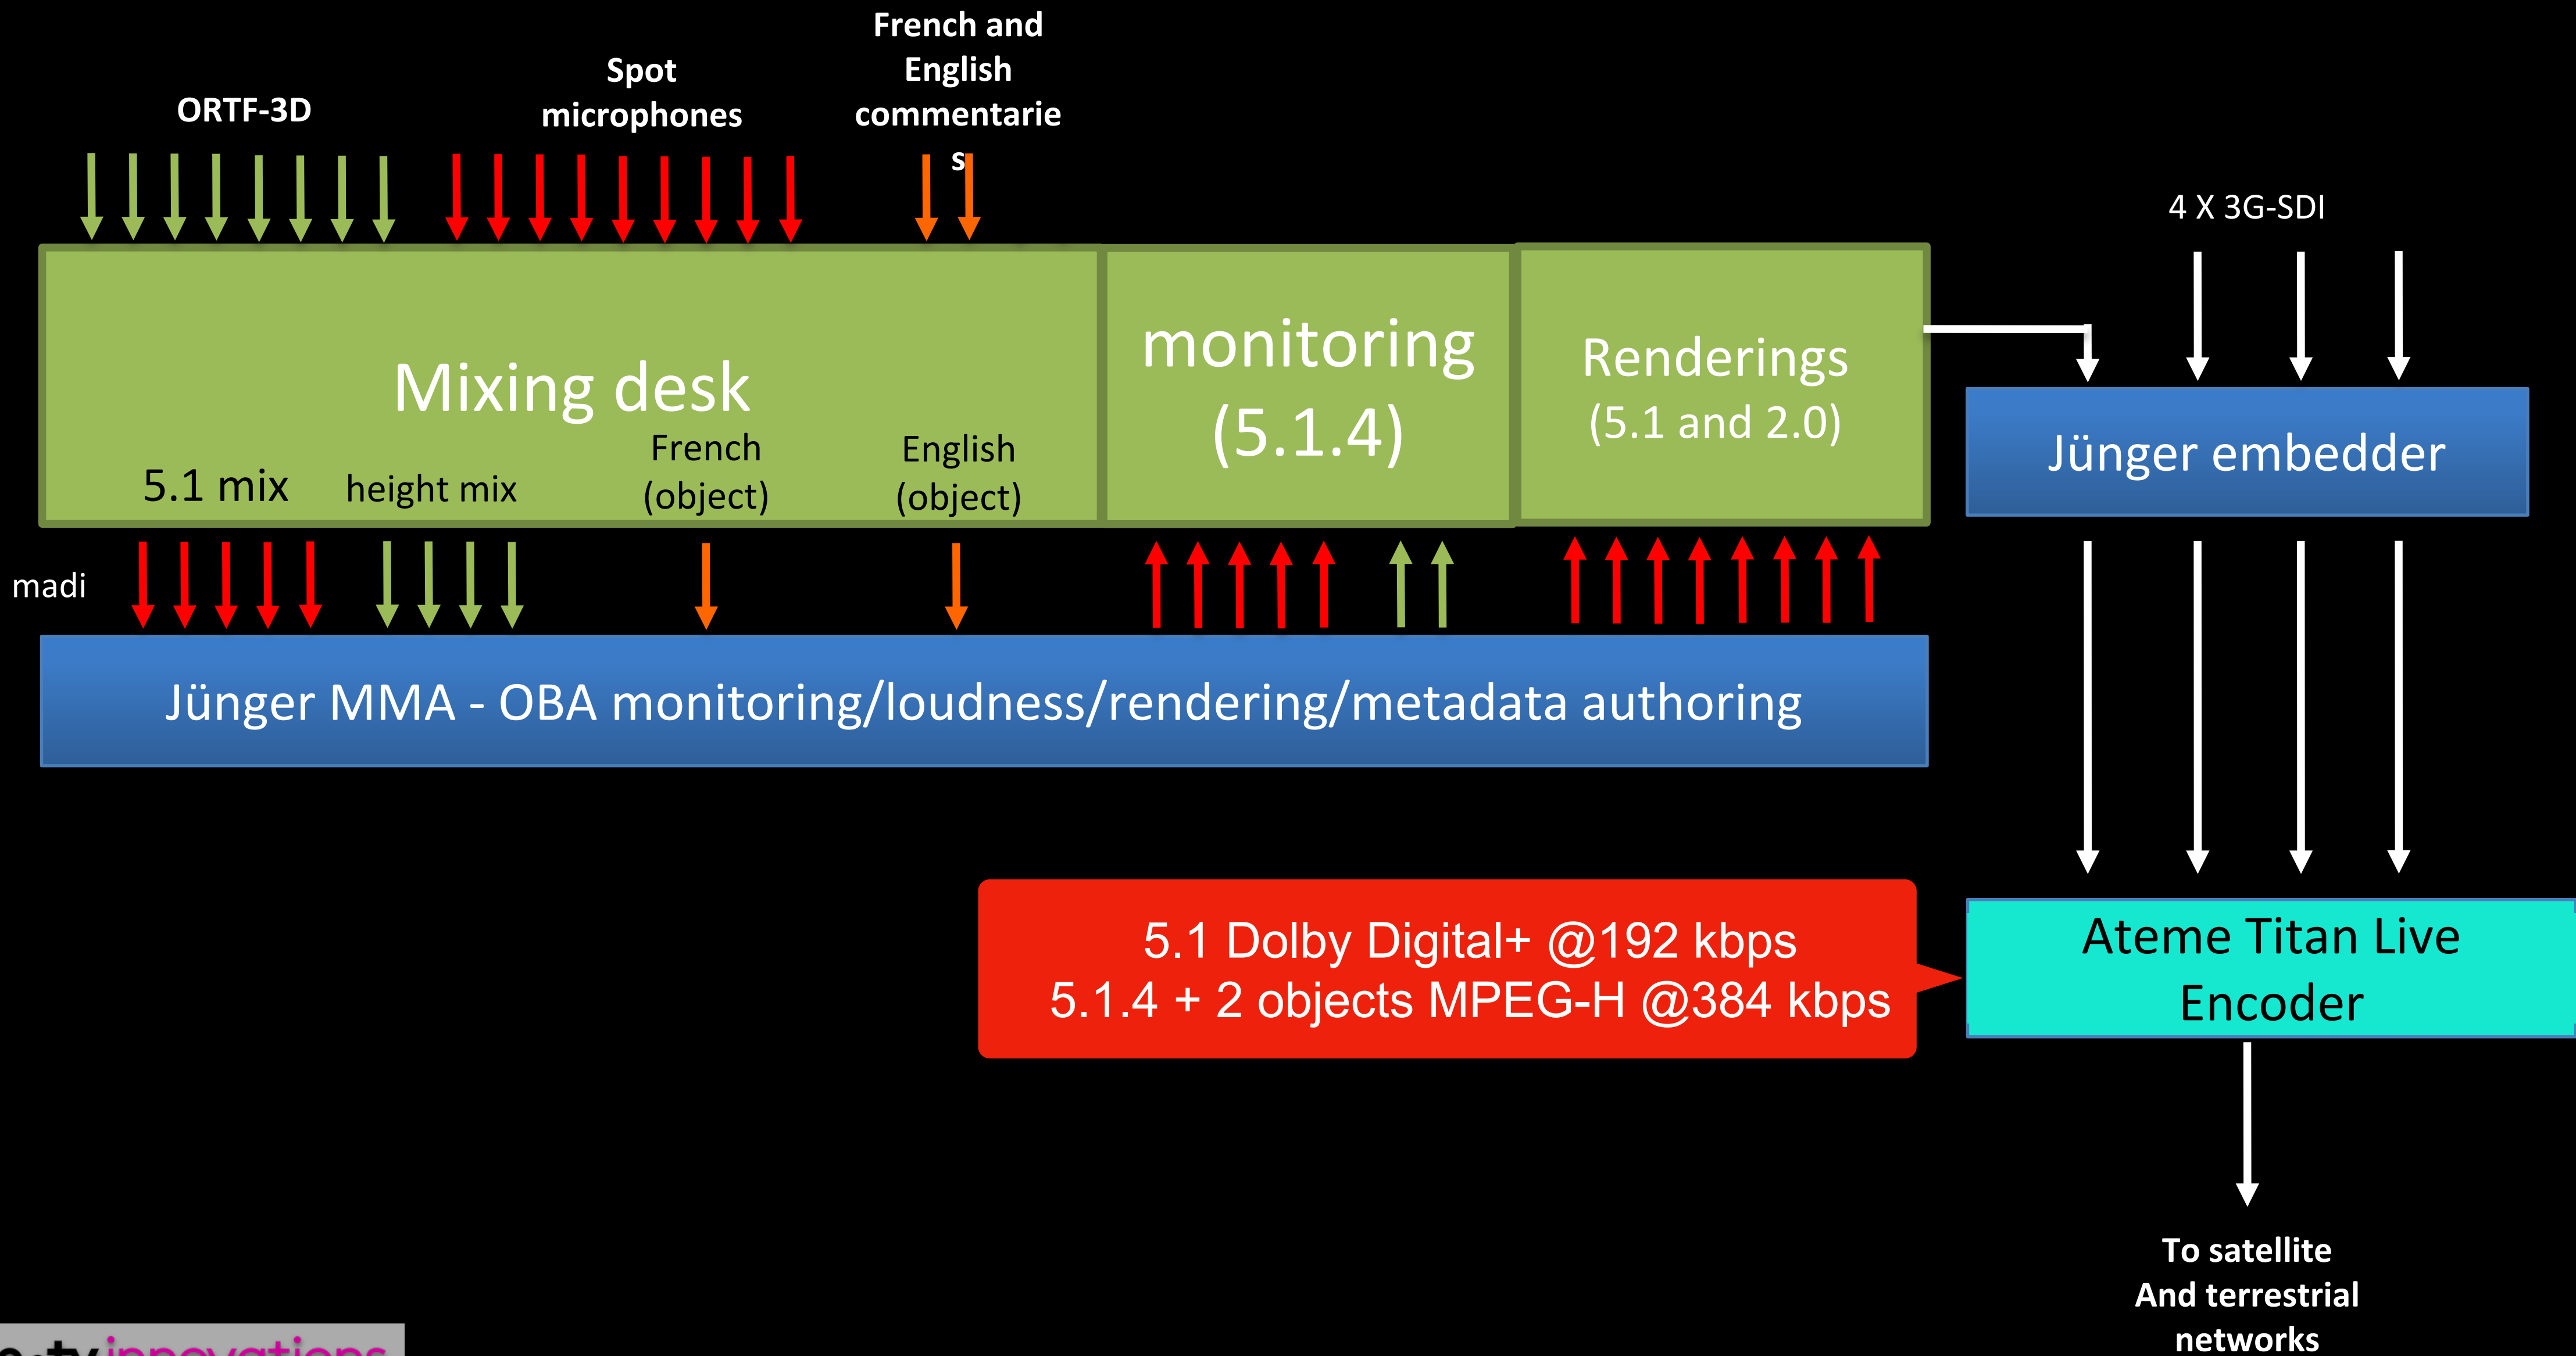 French and
English
commentarie
s
Spot
microphones
ORTF-3D
4 X 3G-SDI
Mixing desk
monitoring
(5.1.4)
Renderings
(5.1 and 2.0)
Jünger embedder
5.1 mix
height mix
French
(object)
English
(object)
madi
Jünger MMA - OBA monitoring/loudness/rendering/metadata authoring
5.1 Dolby Digital+ @192 kbps
5.1.4 + 2 objects MPEG-H @384 kbps
Ateme Titan Live
Encoder
To satellite
And terrestrial
networks
tv innovations